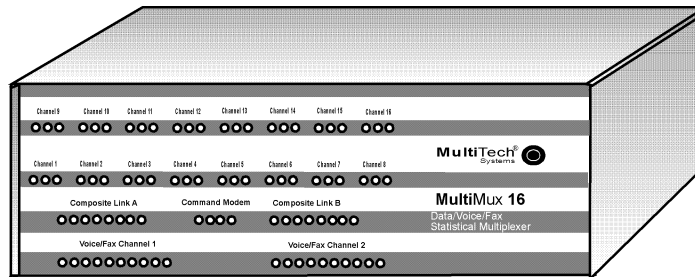 Channel 9 Channel 10 Channel 11 Channel 12 Channel 13 Channel 14 Channel 15 Channel 16
MultiTech®
Systems
Channel 1 Channel 2 Channel 3 Channel 4 Channel 5 Channel 6 Channel 7 Channel 8
Composite Link A Command Modem Composite Link B
MultiMux 16
Data/Voice/Fax
Statistical Multiplexer
Voice/Fax Channel 1 Voice/Fax Channel 2